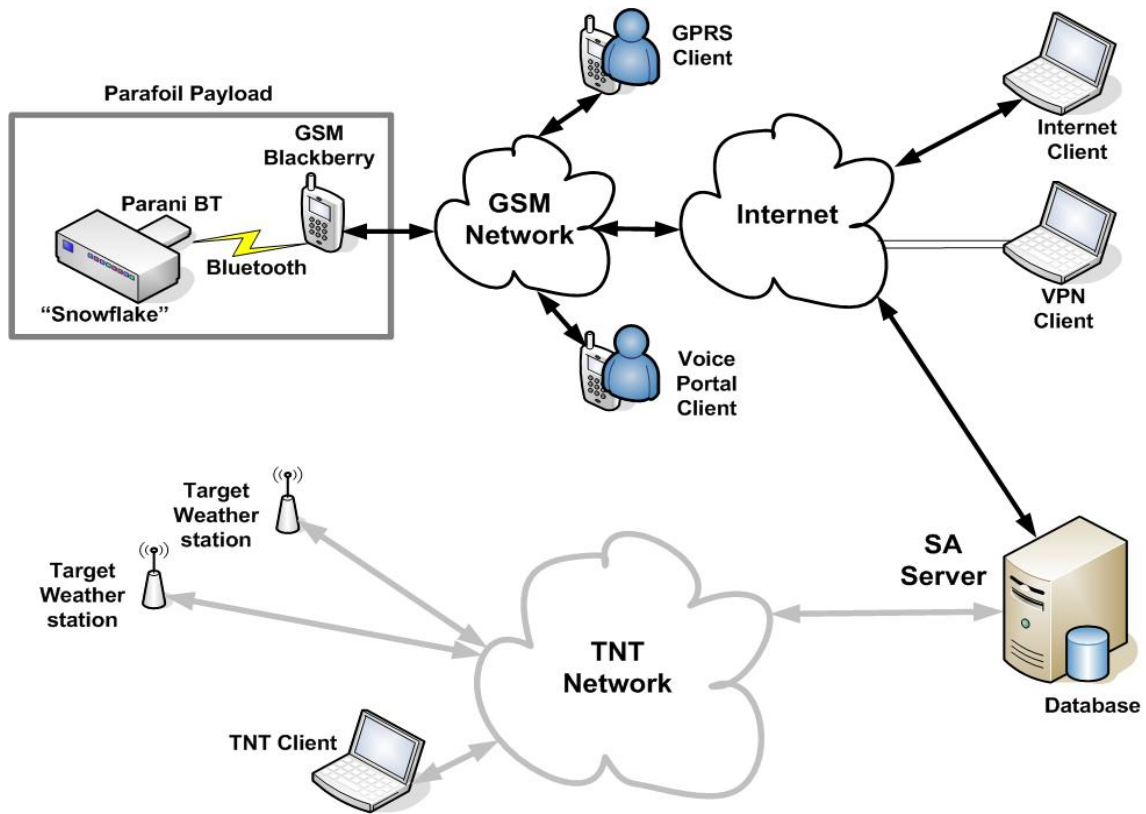 GPRS
Client
Parafoil Payload
GSM
Blackberry
Parani BT
Bluetooth
“Snowflake”
GSM
Network
Internet
Internet
Client
VPN
Client
Voice
Portal
Client
Target
Weather
station
Target
Weather
station
SA
Server
TNT
Network
Database
TNT Client